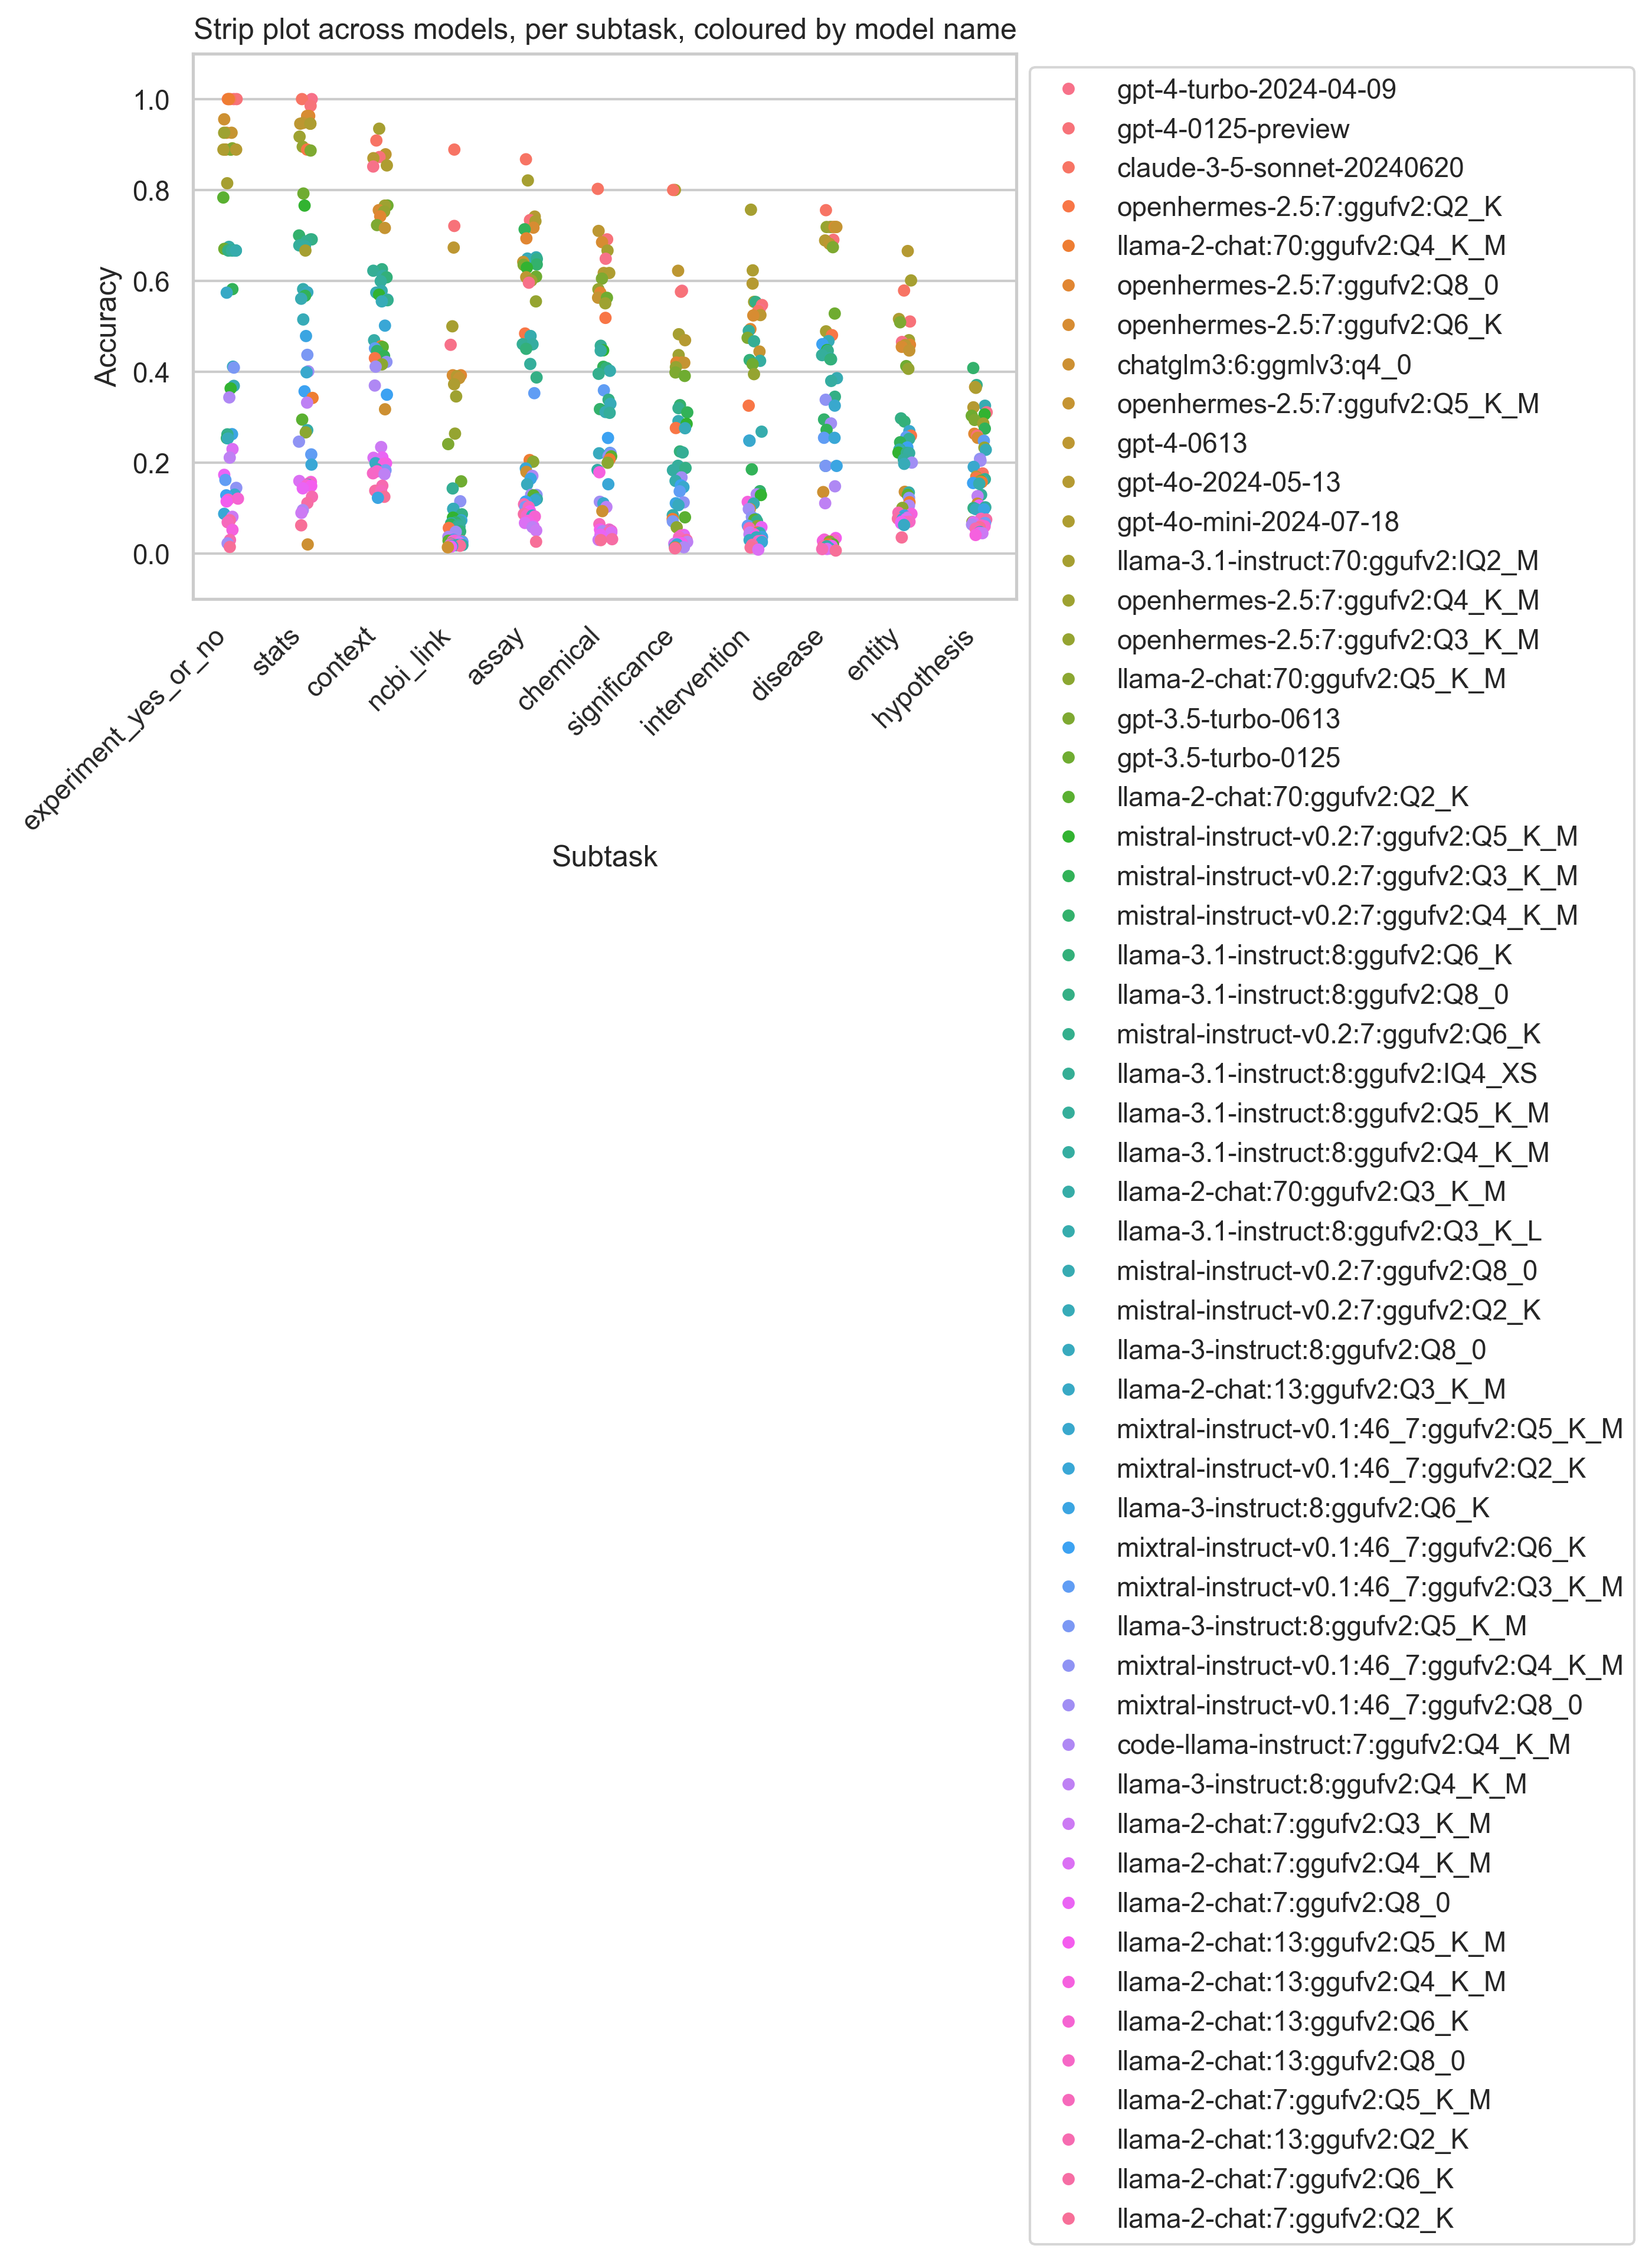 Strip plot across models, per subtask, coloured by model name
Accuracy
1.0
0.8
0.6
0.4
0.2
0.0
experiment_yes_or_no
stats
context
ncbi_link
assay
chemical
significance
intervention
disease
entity
hypothesis
Subtask
gpt-4-turbo-2024-04-09
gpt-4-0125-preview
claude-3-5-sonnet-20240620
openhermes-2.5:7:ggufv2:Q2_K
llama-2-chat:70:ggufv2:Q4_K_M
openhermes-2.5:7:ggufv2:Q8_0
openhermes-2.5:7:ggufv2:Q6_K
chatglm3:6:ggmlv3:q4_0
openhermes-2.5:7:ggufv2:Q5_K_M
gpt-4-0613
gpt-4o-2024-05-13
gpt-4o-mini-2024-07-18
llama-3.1-instruct:70:ggufv2:IQ2_M
openhermes-2.5:7:ggufv2:Q4_K_M
openhermes-2.5:7:ggufv2:Q3_K_M
llama-2-chat:70:ggufv2:Q5_K_M
gpt-3.5-turbo-0613
gpt-3.5-turbo-0125
llama-2-chat:70:ggufv2:Q2_K
mistral-instruct-v0.2:7:ggufv2:Q5_K_M
mistral-instruct-v0.2:7:ggufv2:Q3_K_M
mistral-instruct-v0.2:7:ggufv2:Q4_K_M
llama-3.1-instruct:8:ggufv2:Q6_K
llama-3.1-instruct:8:ggufv2:Q8_0
mistral-instruct-v0.2:7:ggufv2:Q6_K
llama-3.1-instruct:8:ggufv2:IQ4_XS
llama-3.1-instruct:8:ggufv2:Q5_K_M
llama-3.1-instruct:8:ggufv2:Q4_K_M
llama-2-chat:70:ggufv2:Q3_K_M
llama-3.1-instruct:8:ggufv2:Q3_K_L
mistral-instruct-v0.2:7:ggufv2:Q8_0
mistral-instruct-v0.2:7:ggufv2:Q2_K
llama-3-instruct:8:ggufv2:Q8_0
llama-2-chat:13:ggufv2:Q3_K_M
mixtral-instruct-v0.1:46_7:ggufv2:Q5_K_M
mixtral-instruct-v0.1:46_7:ggufv2:Q2_K
llama-3-instruct:8:ggufv2:Q6_K
mixtral-instruct-v0.1:46_7:ggufv2:Q6_K
mixtral-instruct-v0.1:46_7:ggufv2:Q3_K_M
llama-3-instruct:8:ggufv2:Q5_K_M
mixtral-instruct-v0.1:46_7:ggufv2:Q4_K_M
mixtral-instruct-v0.1:46_7:ggufv2:Q8_0
code-llama-instruct:7:ggufv2:Q4_K_M
llama-3-instruct:8:ggufv2:Q4_K_M
llama-2-chat:7:ggufv2:Q3_K_M
llama-2-chat:7:ggufv2:Q4_K_M
llama-2-chat:7:ggufv2:Q8_0
llama-2-chat:13:ggufv2:Q5_K_M
llama-2-chat:13:ggufv2:Q4_K_M
llama-2-chat:13:ggufv2:Q6_K
llama-2-chat:13:ggufv2:Q8_0
llama-2-chat:7:ggufv2:Q5_K_M
llama-2-chat:13:ggufv2:Q2_K
llama-2-chat:7:ggufv2:Q6_K
llama-2-chat:7:ggufv2:Q2_K